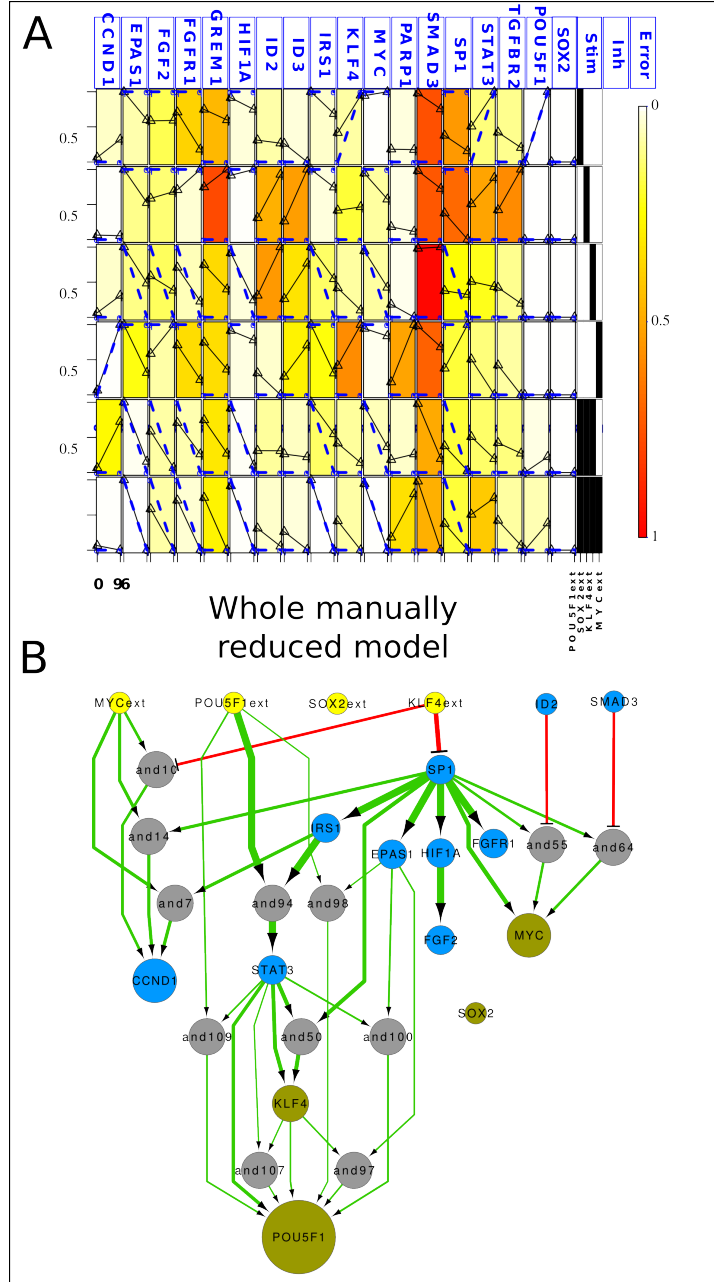 A
CCND1
EPAS1
FGF2
FGFR1
GREM1
HIF1A
ID2
ID3
IRS1
KLF4
MYC
PARP1
SMAD3
SP1
STAT3
TGFBR2
POU5F1
SOX2
Stim
Inh
Error
0.5
0.5
0.5
0.5
0.5
0
0.5
1
0 96
POU5F1ext
SOX2ext
KLF4ext
MYCext
Whole manually
reduced model
B
MYCext
POU5F1ext
SOX2ext
KLF4ext
ID2
SMAD3
and10
SP1
and14
IRS1
EPAS1
HIF1A
FGFR1
and55
and64
and7
and94
and98
FGF2
MYC
CCND1
STAT3
SOX2
and109
and50
and100
KLF4
and107
and97
POU5F1